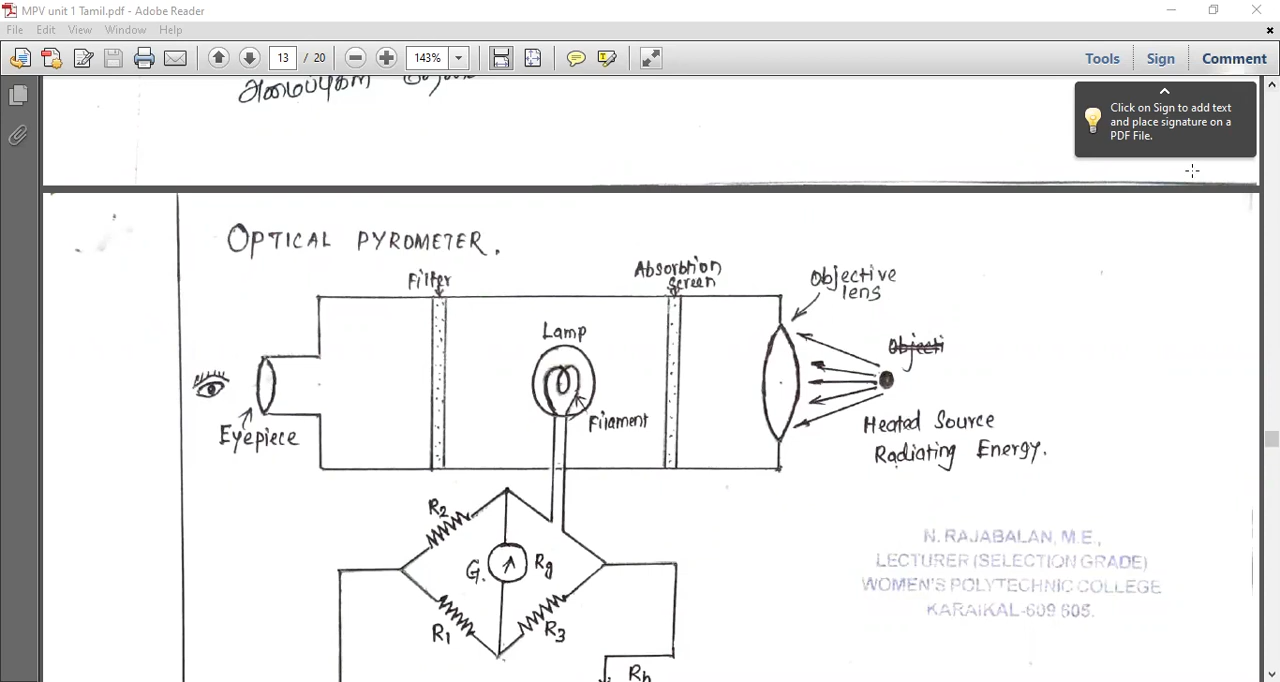 MPV unit 1 Tamil.pdf - Adobe Reader
File Edit View Window Help
13 / 20 143% Tools Sign Comment
Click on Sign to add text
and place signature on a
PDF File.
OPTICAL PYROMETER.
Filter
Absorbtion
Screen
Objective
lens
Lamp
Filament
Eyepiece
Heated Source
Radiating Energy.
R2
G.
Rg
R1
R3
Rh
N. RAJABALAN, M.E.,
LECTURER (SELECTION GRADE)
WOMEN'S POLYTECHNIC COLLEGE
KARAIKAL-609 605.